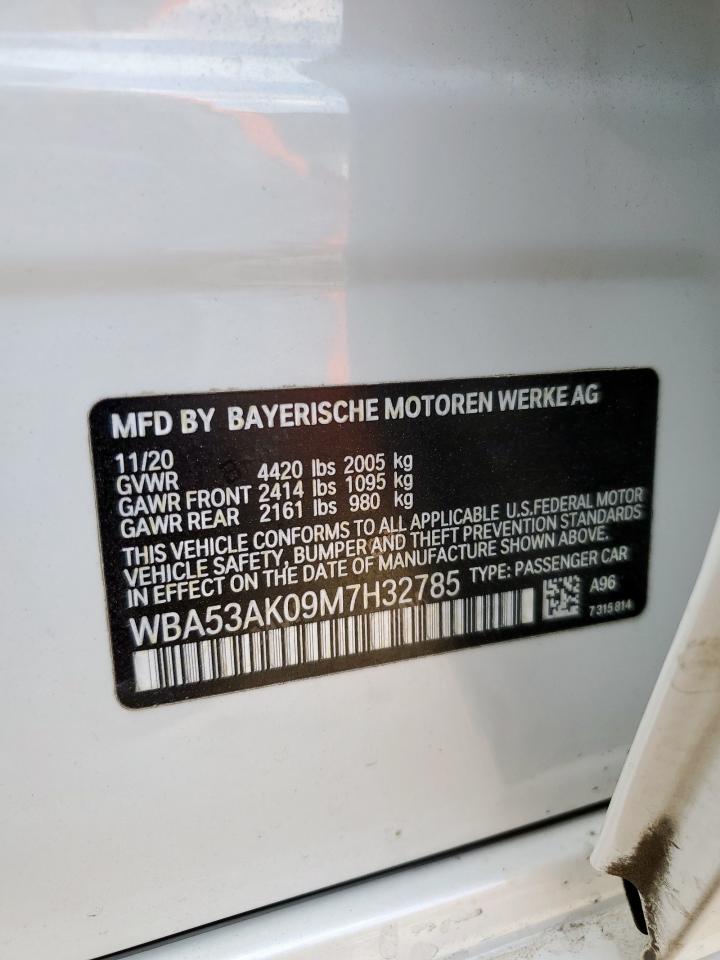 MFD BY BAYERISCHE MOTOREN WERKE AG
11/20
GVWR 4420 lbs 2005 kg
GAWR FRONT 2414 lbs 1095 kg
GAWR REAR 2161 lbs 980 kg
THIS VEHICLE CONFORMS TO ALL APPLICABLE U.S.FEDERAL MOTOR
VEHICLE SAFETY, BUMPER AND THEFT PREVENTION STANDARDS
IN EFFECT ON THE DATE OF MANUFACTURE SHOWN ABOVE.
WBA53AK09M7H32785 TYPE: PASSENGER CAR
A96
7 315 814